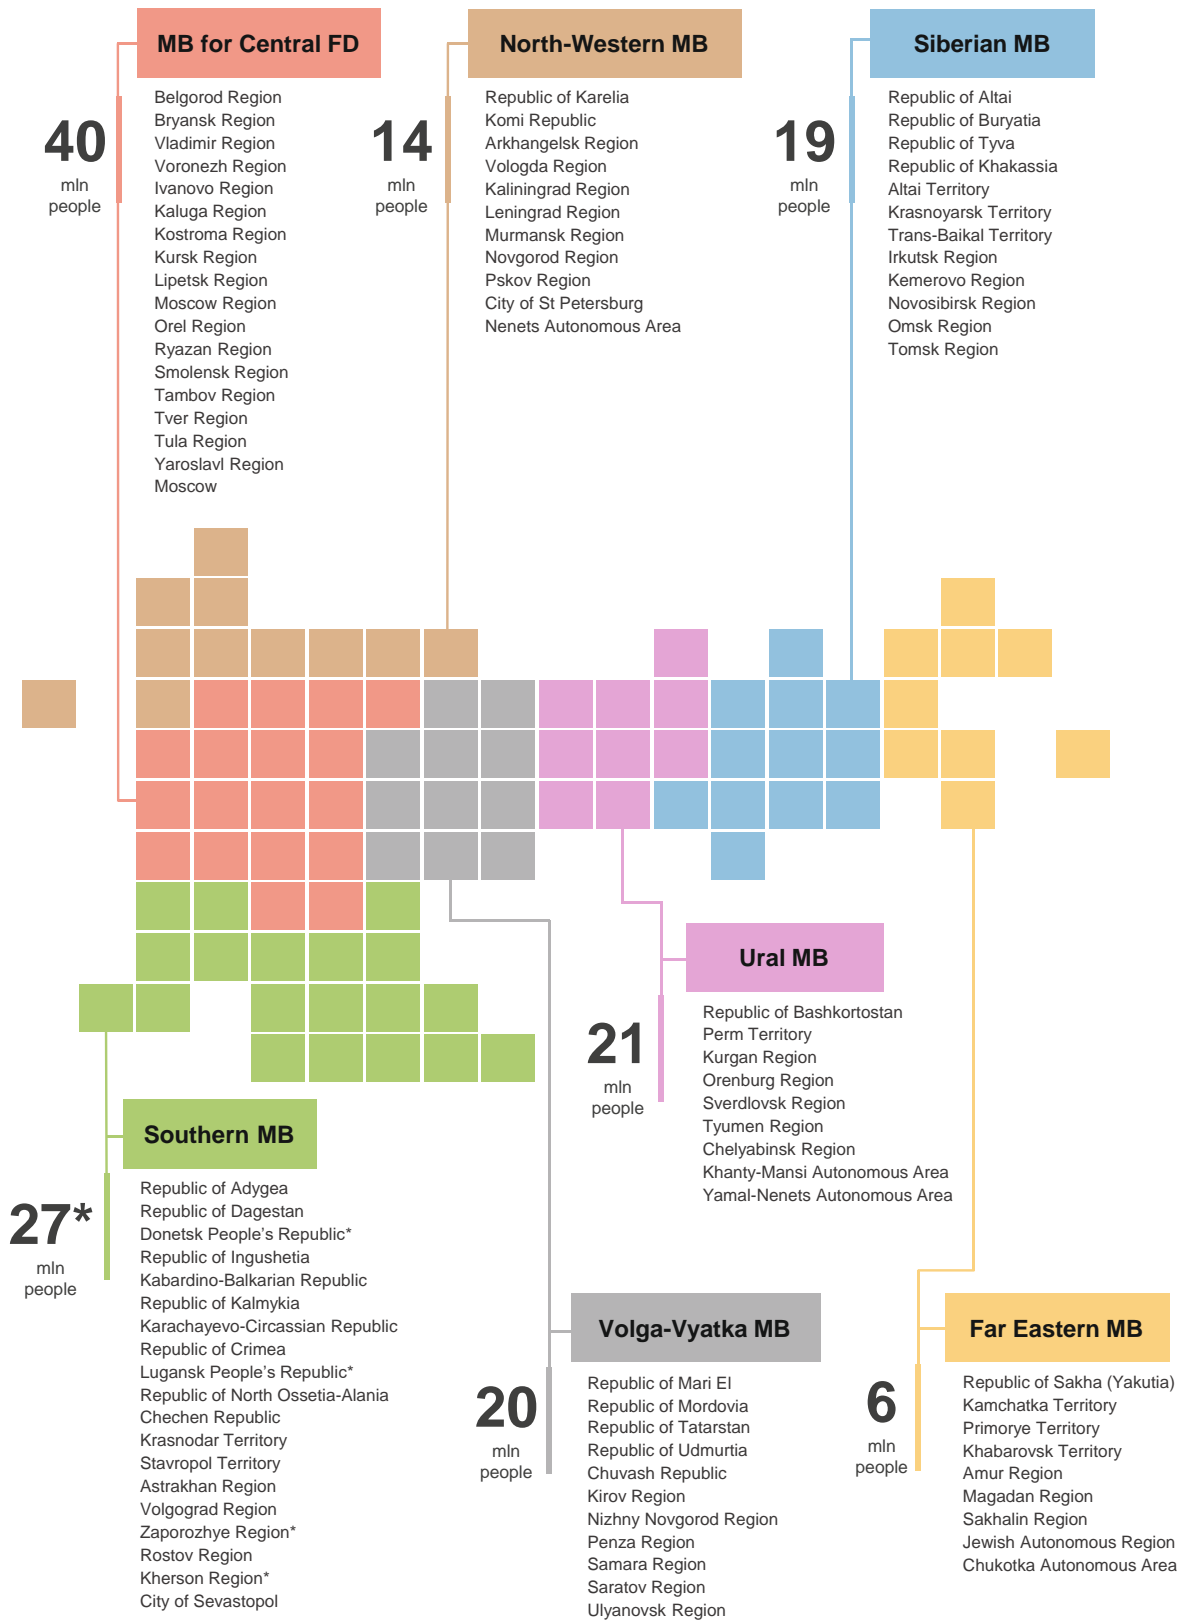 MB for Central FD
40
mln
people
Belgorod Region
Bryansk Region
Vladimir Region
Voronezh Region
Ivanovo Region
Kaluga Region
Kostroma Region
Kursk Region
Lipetsk Region
Moscow Region
Orel Region
Ryazan Region
Smolensk Region
Tambov Region
Tver Region
Tula Region
Yaroslavl Region
Moscow
North-Western MB
14
mln
people
Republic of Karelia
Komi Republic
Arkhangelsk Region
Vologda Region
Kaliningrad Region
Leningrad Region
Murmansk Region
Novgorod Region
Pskov Region
City of St Petersburg
Nenets Autonomous Area
Siberian MB
19
mln
people
Republic of Altai
Republic of Buryatia
Republic of Tyva
Republic of Khakassia
Altai Territory
Krasnoyarsk Territory
Trans-Baikal Territory
Irkutsk Region
Kemerovo Region
Novosibirsk Region
Omsk Region
Tomsk Region
Ural MB
21
mln
people
Republic of Bashkortostan
Perm Territory
Kurgan Region
Orenburg Region
Sverdlovsk Region
Tyumen Region
Chelyabinsk Region
Khanty-Mansi Autonomous Area
Yamal-Nenets Autonomous Area
Southern MB
27*
mln
people
Republic of Adygea
Republic of Dagestan
Donetsk People’s Republic*
Republic of Ingushetia
Kabardino-Balkarian Republic
Republic of Kalmykia
Karachayevo-Circassian Republic
Republic of Crimea
Lugansk People’s Republic*
Republic of North Ossetia-Alania
Chechen Republic
Krasnodar Territory
Stavropol Territory
Astrakhan Region
Volgograd Region
Zaporozhye Region*
Rostov Region
Kherson Region*
City of Sevastopol
Volga-Vyatka MB
20
mln
people
Republic of Mari El
Republic of Mordovia
Republic of Tatarstan
Republic of Udmurtia
Chuvash Republic
Kirov Region
Nizhny Novgorod Region
Penza Region
Samara Region
Saratov Region
Ulyanovsk Region
Far Eastern MB
6
mln
people
Republic of Sakha (Yakutia)
Kamchatka Territory
Primorye Territory
Khabarovsk Territory
Amur Region
Magadan Region
Sakhalin Region
Jewish Autonomous Region
Chukotka Autonomous Area